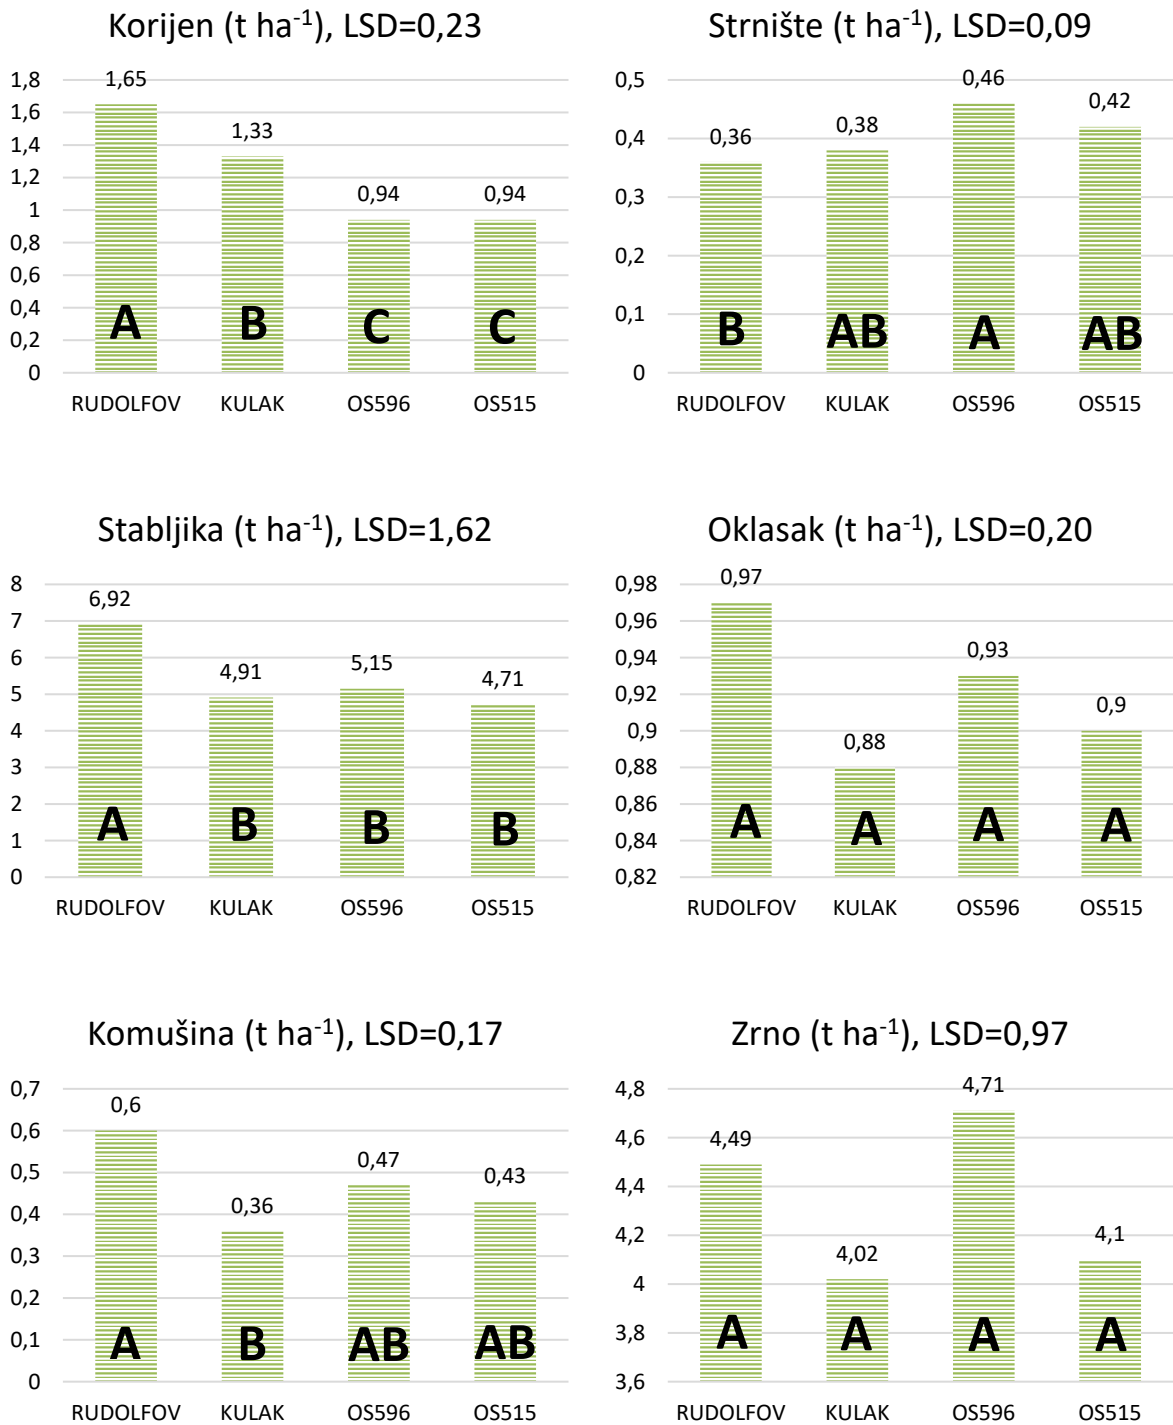 Korijen (t ha⁻¹), LSD=0,23
1,8
1,6
1,4
1,2
1
0,8
0,6
0,4
0,2
0
1,65
1,33
0,94
0,94
A
B
C
C
RUDOLFOV KULAK OS596 OS515
Strnište (t ha⁻¹), LSD=0,09
0,5
0,4
0,3
0,2
0,1
0
0,36
0,38
0,46
0,42
B
AB
A
AB
RUDOLFOV KULAK OS596 OS515
Stabljika (t ha⁻¹), LSD=1,62
8
7
6
5
4
3
2
1
0
6,92
4,91
5,15
4,71
A
B
B
B
RUDOLFOV KULAK OS596 OS515
Oklasak (t ha⁻¹), LSD=0,20
0,98
0,96
0,94
0,92
0,9
0,88
0,86
0,84
0,82
0,97
0,88
0,93
0,9
A
A
A
A
RUDOLFOV KULAK OS596 OS515
Komušina (t ha⁻¹), LSD=0,17
0,7
0,6
0,5
0,4
0,3
0,2
0,1
0
0,6
0,36
0,47
0,43
A
B
AB
AB
RUDOLFOV KULAK OS596 OS515
Zrno (t ha⁻¹), LSD=0,97
4,8
4,6
4,4
4,2
4
3,8
3,6
4,49
4,02
4,71
4,1
A
A
A
A
RUDOLFOV KULAK OS596 OS515